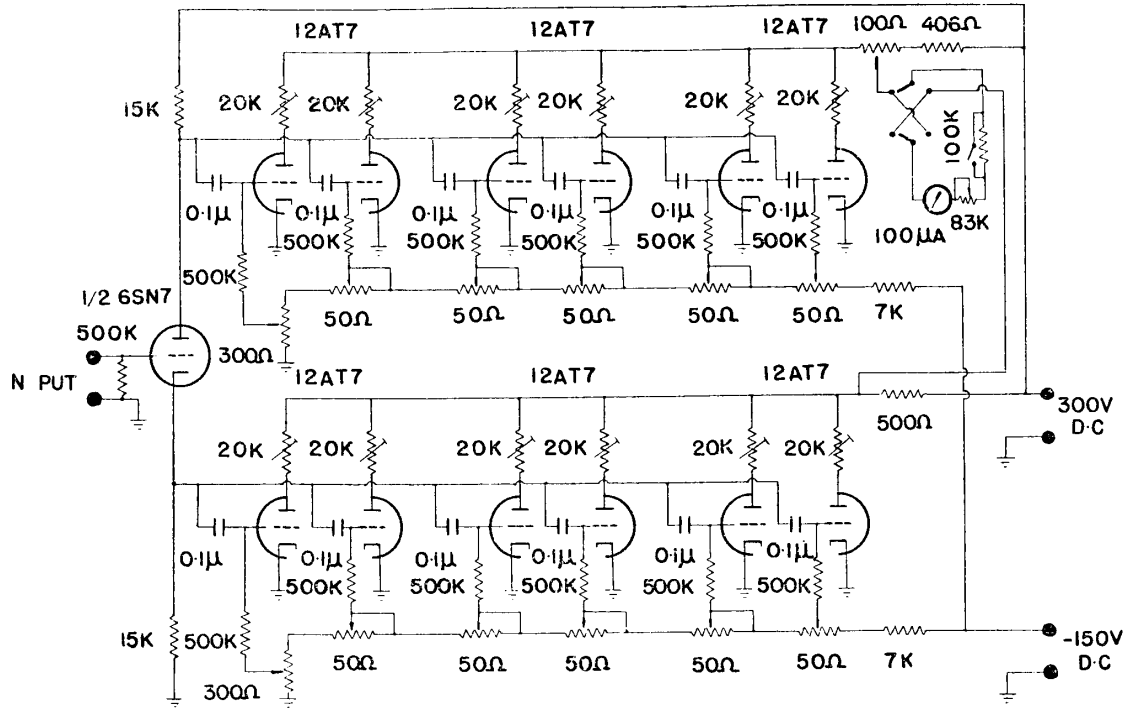 12AT7 12AT7 12AT7 100Ω 406Ω
15K 20K 20K 20K 20K 20K 20K
100K
0·1μ 0·1μ 0·1μ 0·1μ 0·1μ 0·1μ
500K 500K 500K 500K 500K
100μA 83K
500K
1/2 6SN7
500K
300Ω 50Ω 50Ω 50Ω 50Ω 50Ω 7K
N PUT
12AT7 12AT7 12AT7
500Ω 300V
D·C
20K 20K 20K 20K 20K 20K
0·1μ 0·1μ 0·1μ 0·1μ 0·1μ 0·1μ
500K 500K 500K 500K 500K
15K 500K
-150V
D·C
300Ω 50Ω 50Ω 50Ω 50Ω 50Ω 7K